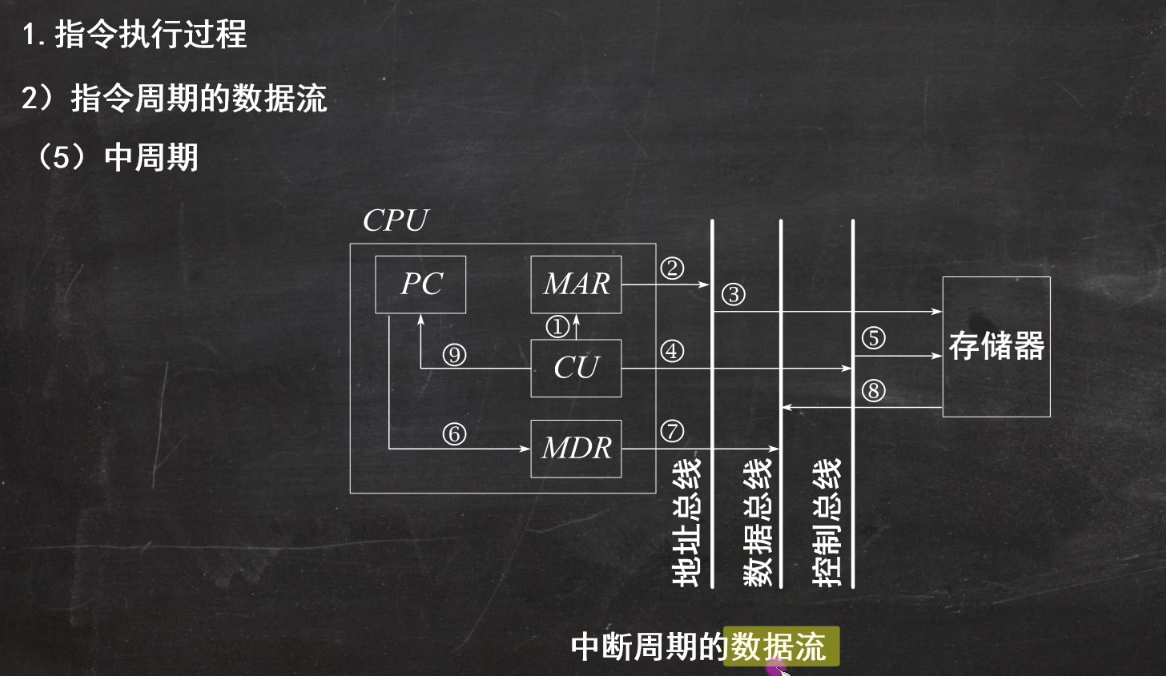 1.指令执行过程
2）指令周期的数据流
（5）中周期
CPU
PC
MAR
②
③
①
⑨
CU
④
⑤
存储器
⑧
⑥
MDR
⑦
地址总线
数据总线
控制总线
中断周期的数据流